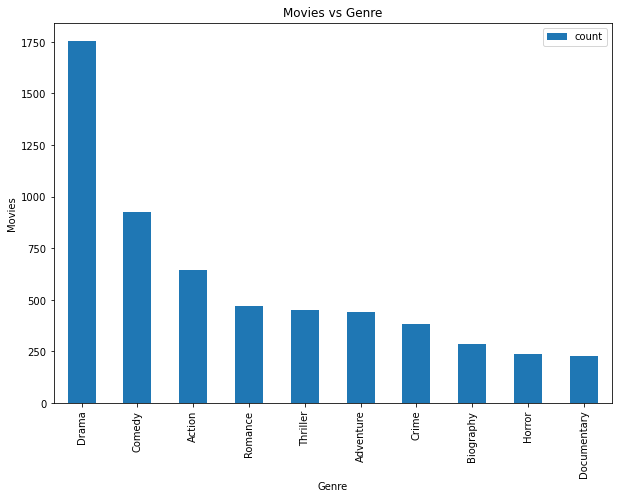 Movies vs Genre
count
Movies
1750
1500
1250
1000
750
500
250
0
Drama
Comedy
Action
Romance
Thriller
Adventure
Crime
Biography
Horror
Documentary
Genre